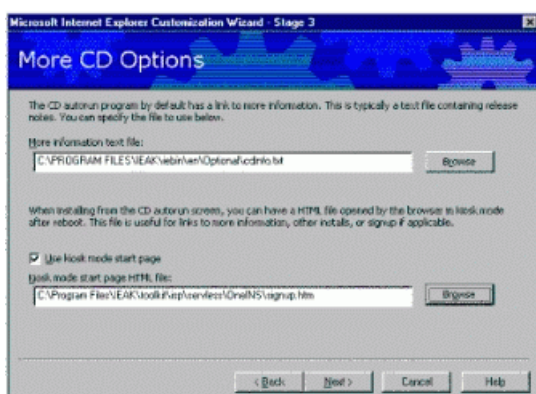 Microsoft Internet Explorer Customization Wizard - Stage 3
More CD Options
The CD autorun program by default has a link to more information. This is typically a text file containing release
notes. You can specify the file to use below.
More information text file:
C:\PROGRAM FILES\IEAK\iebin\en\Optional\cdinfo.txt
Browse
When installing from the CD autorun screen, you can have a HTML file opened by the browser in kiosk mode
after reboot. This file is useful for links to more information, other installs, or signup if applicable.
Use kiosk mode start page
Kiosk mode start page HTML file:
C:\Program Files\IEAK\toolkit\isp\servless\OneINS\signup.htm
Browse
< Back Next > Cancel Help